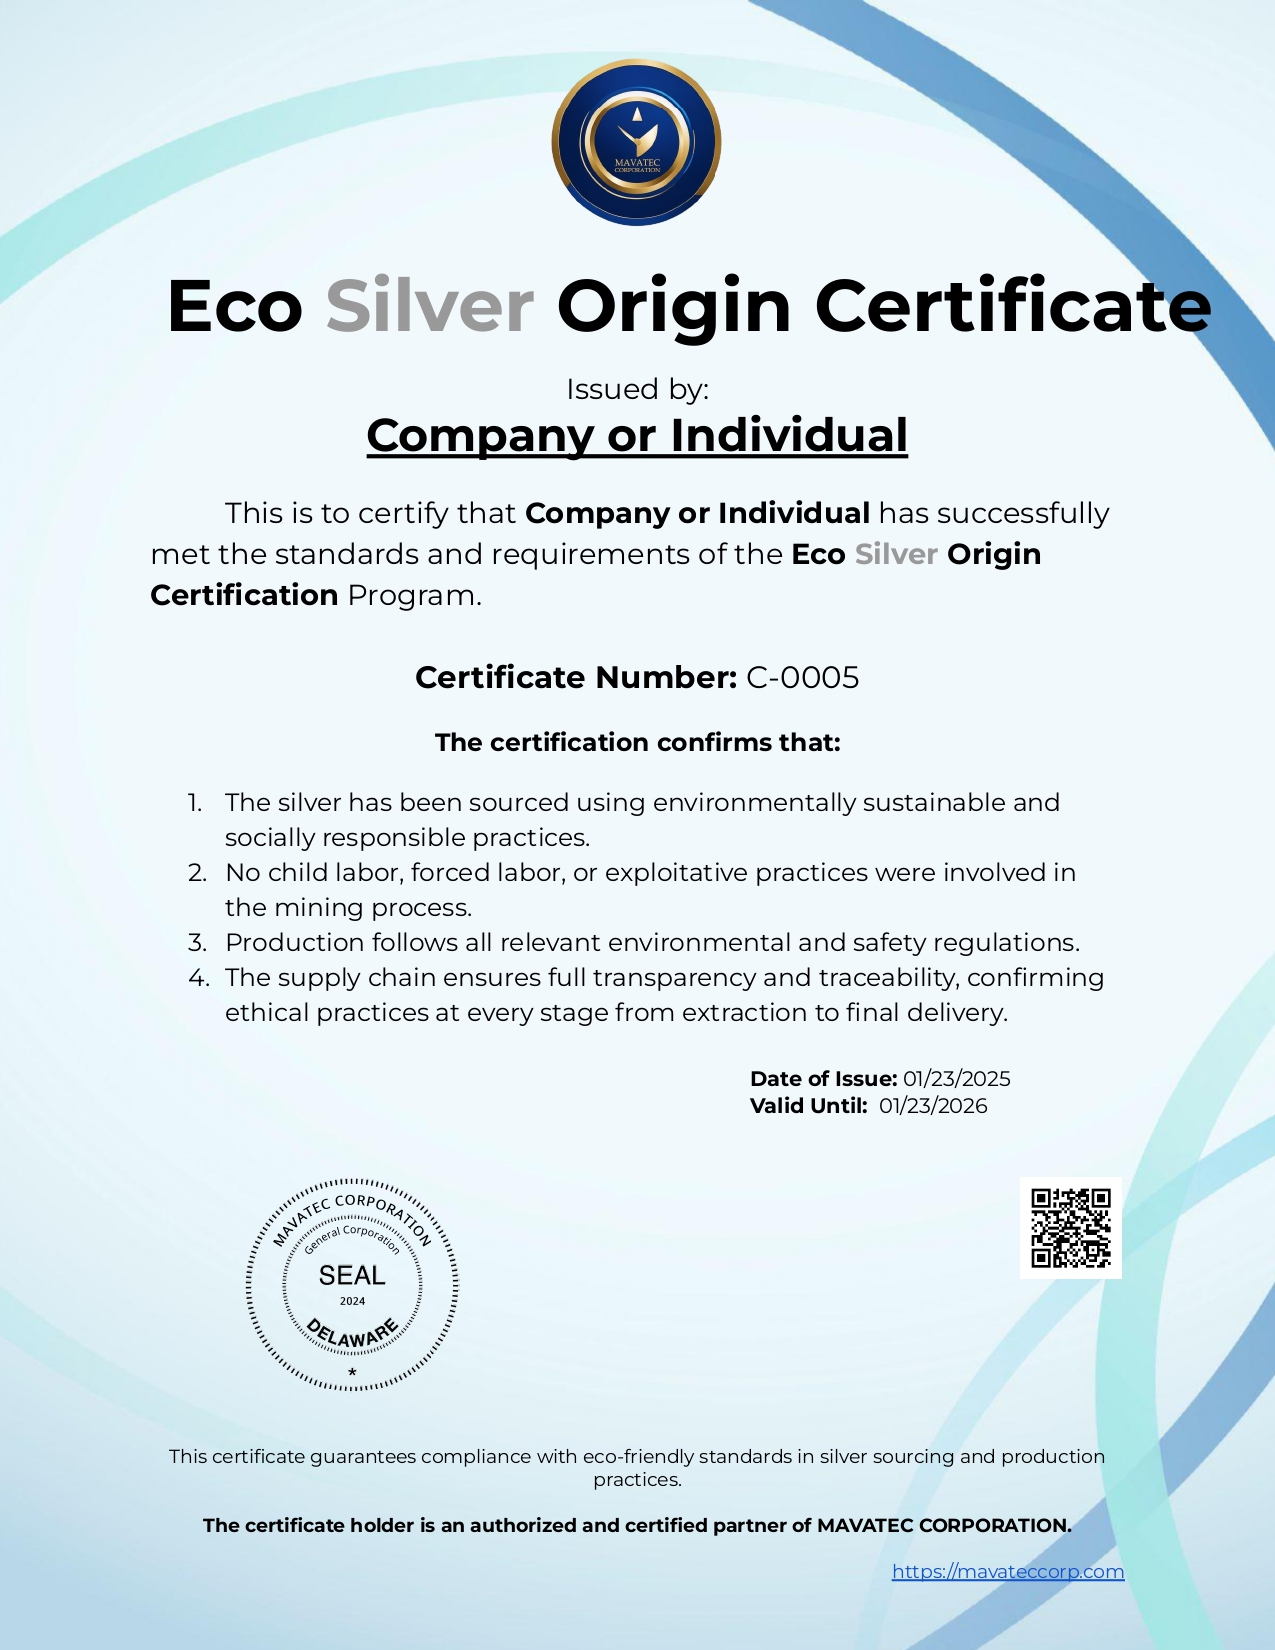 MAVATEC
CORPORATION
Eco Silver Origin Certificate
Issued by:
Company or Individual
This is to certify that Company or Individual has successfully
met the standards and requirements of the Eco Silver Origin
Certification Program.
Certificate Number: C-0005
The certification confirms that:
1. The silver has been sourced using environmentally sustainable and
socially responsible practices.
2. No child labor, forced labor, or exploitative practices were involved in
the mining process.
3. Production follows all relevant environmental and safety regulations.
4. The supply chain ensures full transparency and traceability, confirming
ethical practices at every stage from extraction to final delivery.
Date of Issue: 01/23/2025
Valid Until: 01/23/2026
MAVATEC CORPORATION
General Corporation
SEAL
2024
DELAWARE
*
This certificate guarantees compliance with eco-friendly standards in silver sourcing and production
practices.
The certificate holder is an authorized and certified partner of MAVATEC CORPORATION.
https://mavateccorp.com